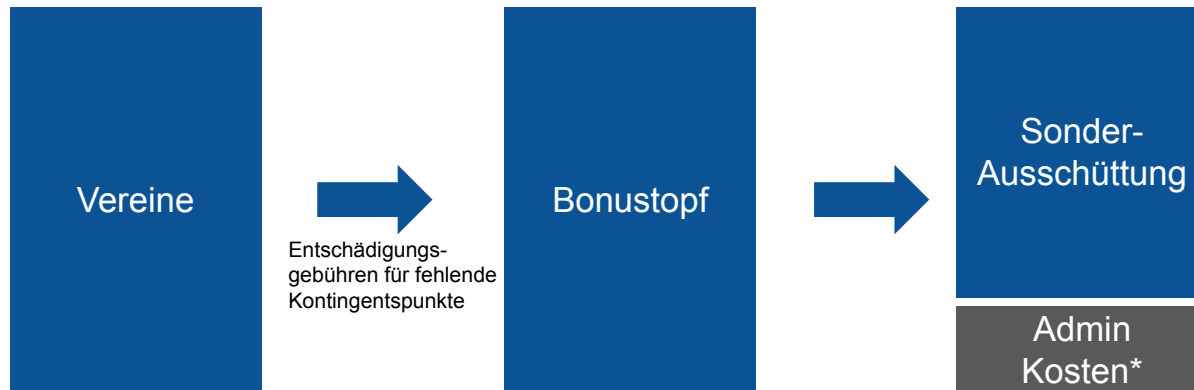 Vereine
Entschädigungs-
gebühren für fehlende
Kontingentspunkte
Bonustopf
Sonder-
Ausschüttung
Admin
Kosten*